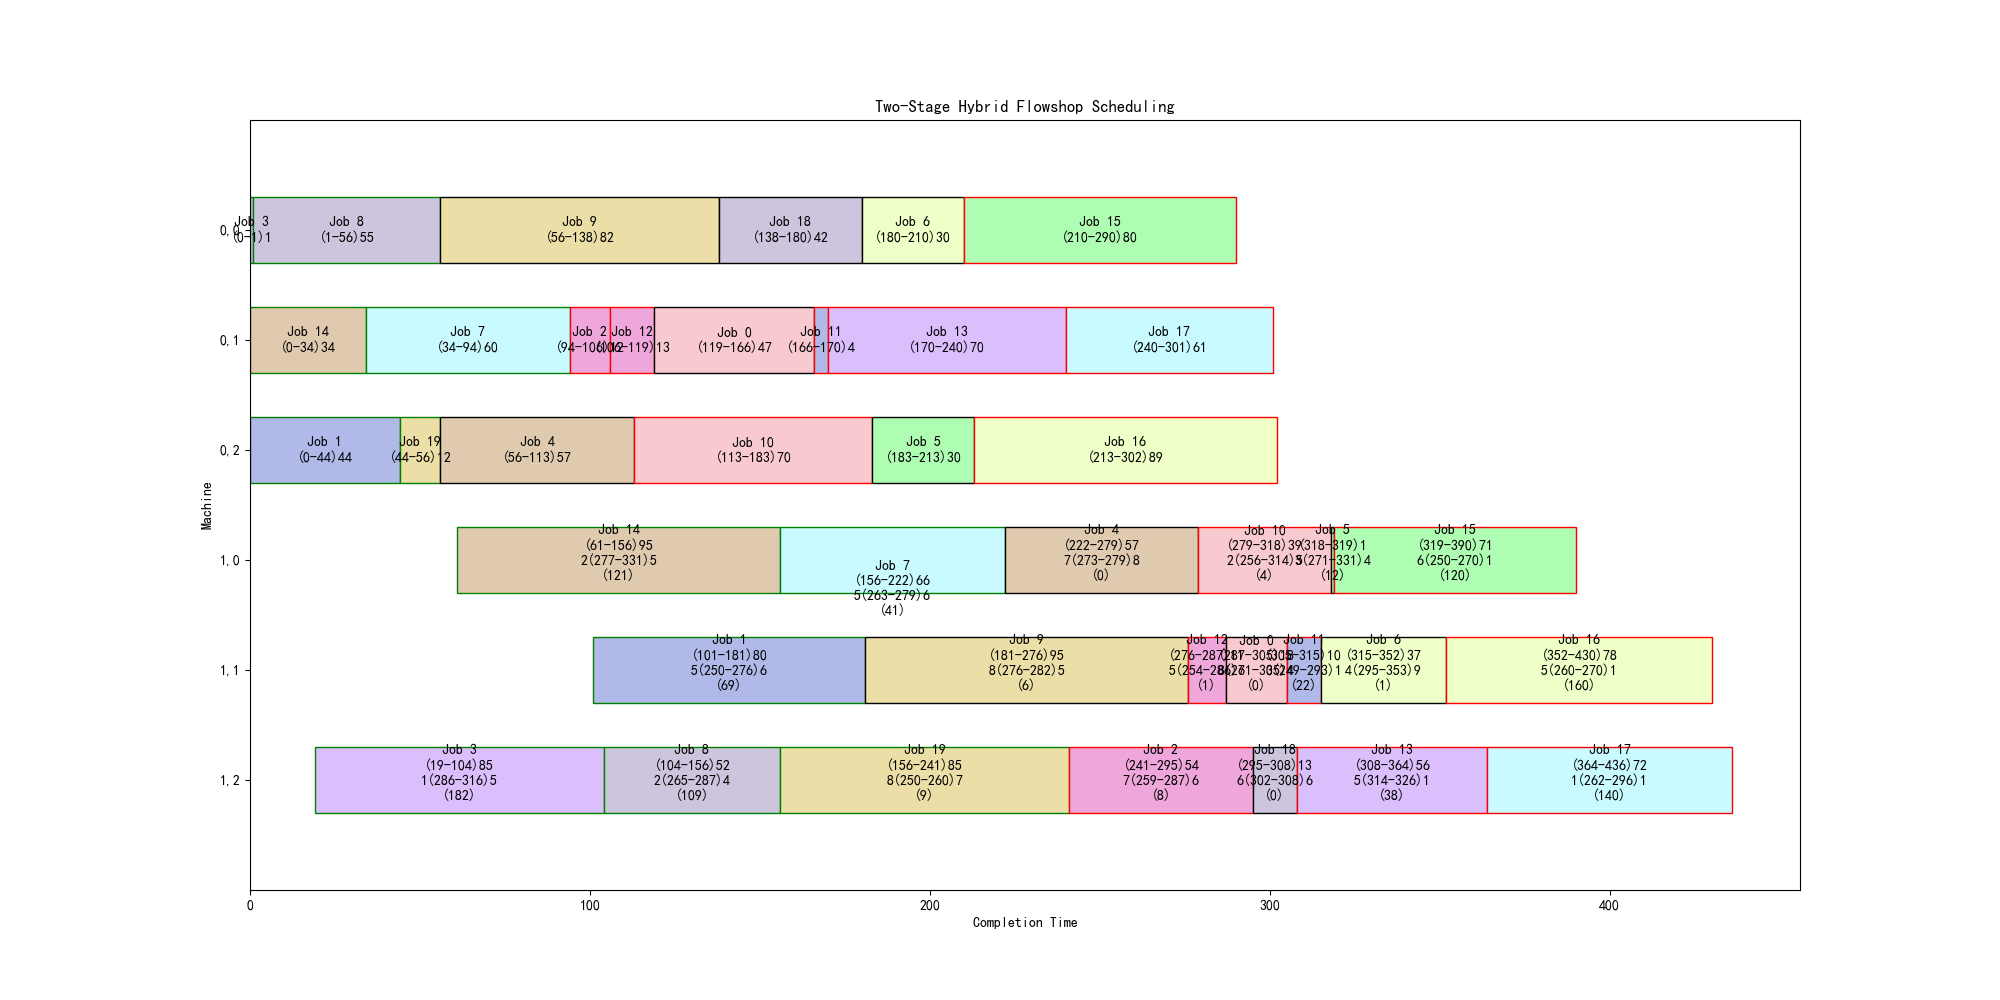 Two-Stage Hybrid Flowshop Scheduling
Machine
0,0
Job 3
(0-1)1
Job 8
(1-56)55
Job 9
(56-138)82
Job 18
(138-180)42
Job 6
(180-210)30
Job 15
(210-290)80
0,1
Job 14
(0-34)34
Job 7
(34-94)60
Job 2
(94-106)12
Job 12
(106-119)13
Job 0
(119-166)47
Job 11
(166-170)4
Job 13
(170-240)70
Job 17
(240-301)61
0,2
Job 1
(0-44)44
Job 19
(44-56)12
Job 4
(56-113)57
Job 10
(113-183)70
Job 5
(183-213)30
Job 16
(213-302)89
1,0
Job 14
(61-156)95
2(277-331)5
(121)
Job 7
(156-222)66
5(263-279)6
(41)
Job 4
(222-279)57
7(273-279)8
(0)
Job 10
(279-318)39
2(256-314)
(4)
Job 5
(318-319)1
(271-331)4
(12)
Job 15
(319-390)71
6(250-270)1
(120)
1,1
Job 1
(101-181)80
5(250-276)6
(69)
Job 9
(181-276)95
8(276-282)5
(6)
Job 12
(276-287)11
(1)
Job 0
(287-305)18
(0)
Job 11
(305-315)10
(22)
Job 6
(315-352)37
4(295-353)9
(1)
Job 16
(352-430)78
5(260-270)1
(160)
1,2
Job 3
(19-104)85
1(286-316)5
(182)
Job 8
(104-156)52
2(265-287)4
(109)
Job 19
(156-241)85
8(250-260)7
(9)
Job 2
(241-295)54
7(259-287)6
(8)
Job 18
(295-308)13
6(302-308)6
(0)
Job 13
(308-364)56
5(314-326)1
(38)
Job 17
(364-436)72
1(262-296)1
(140)
0
100
200
300
400
Completion Time